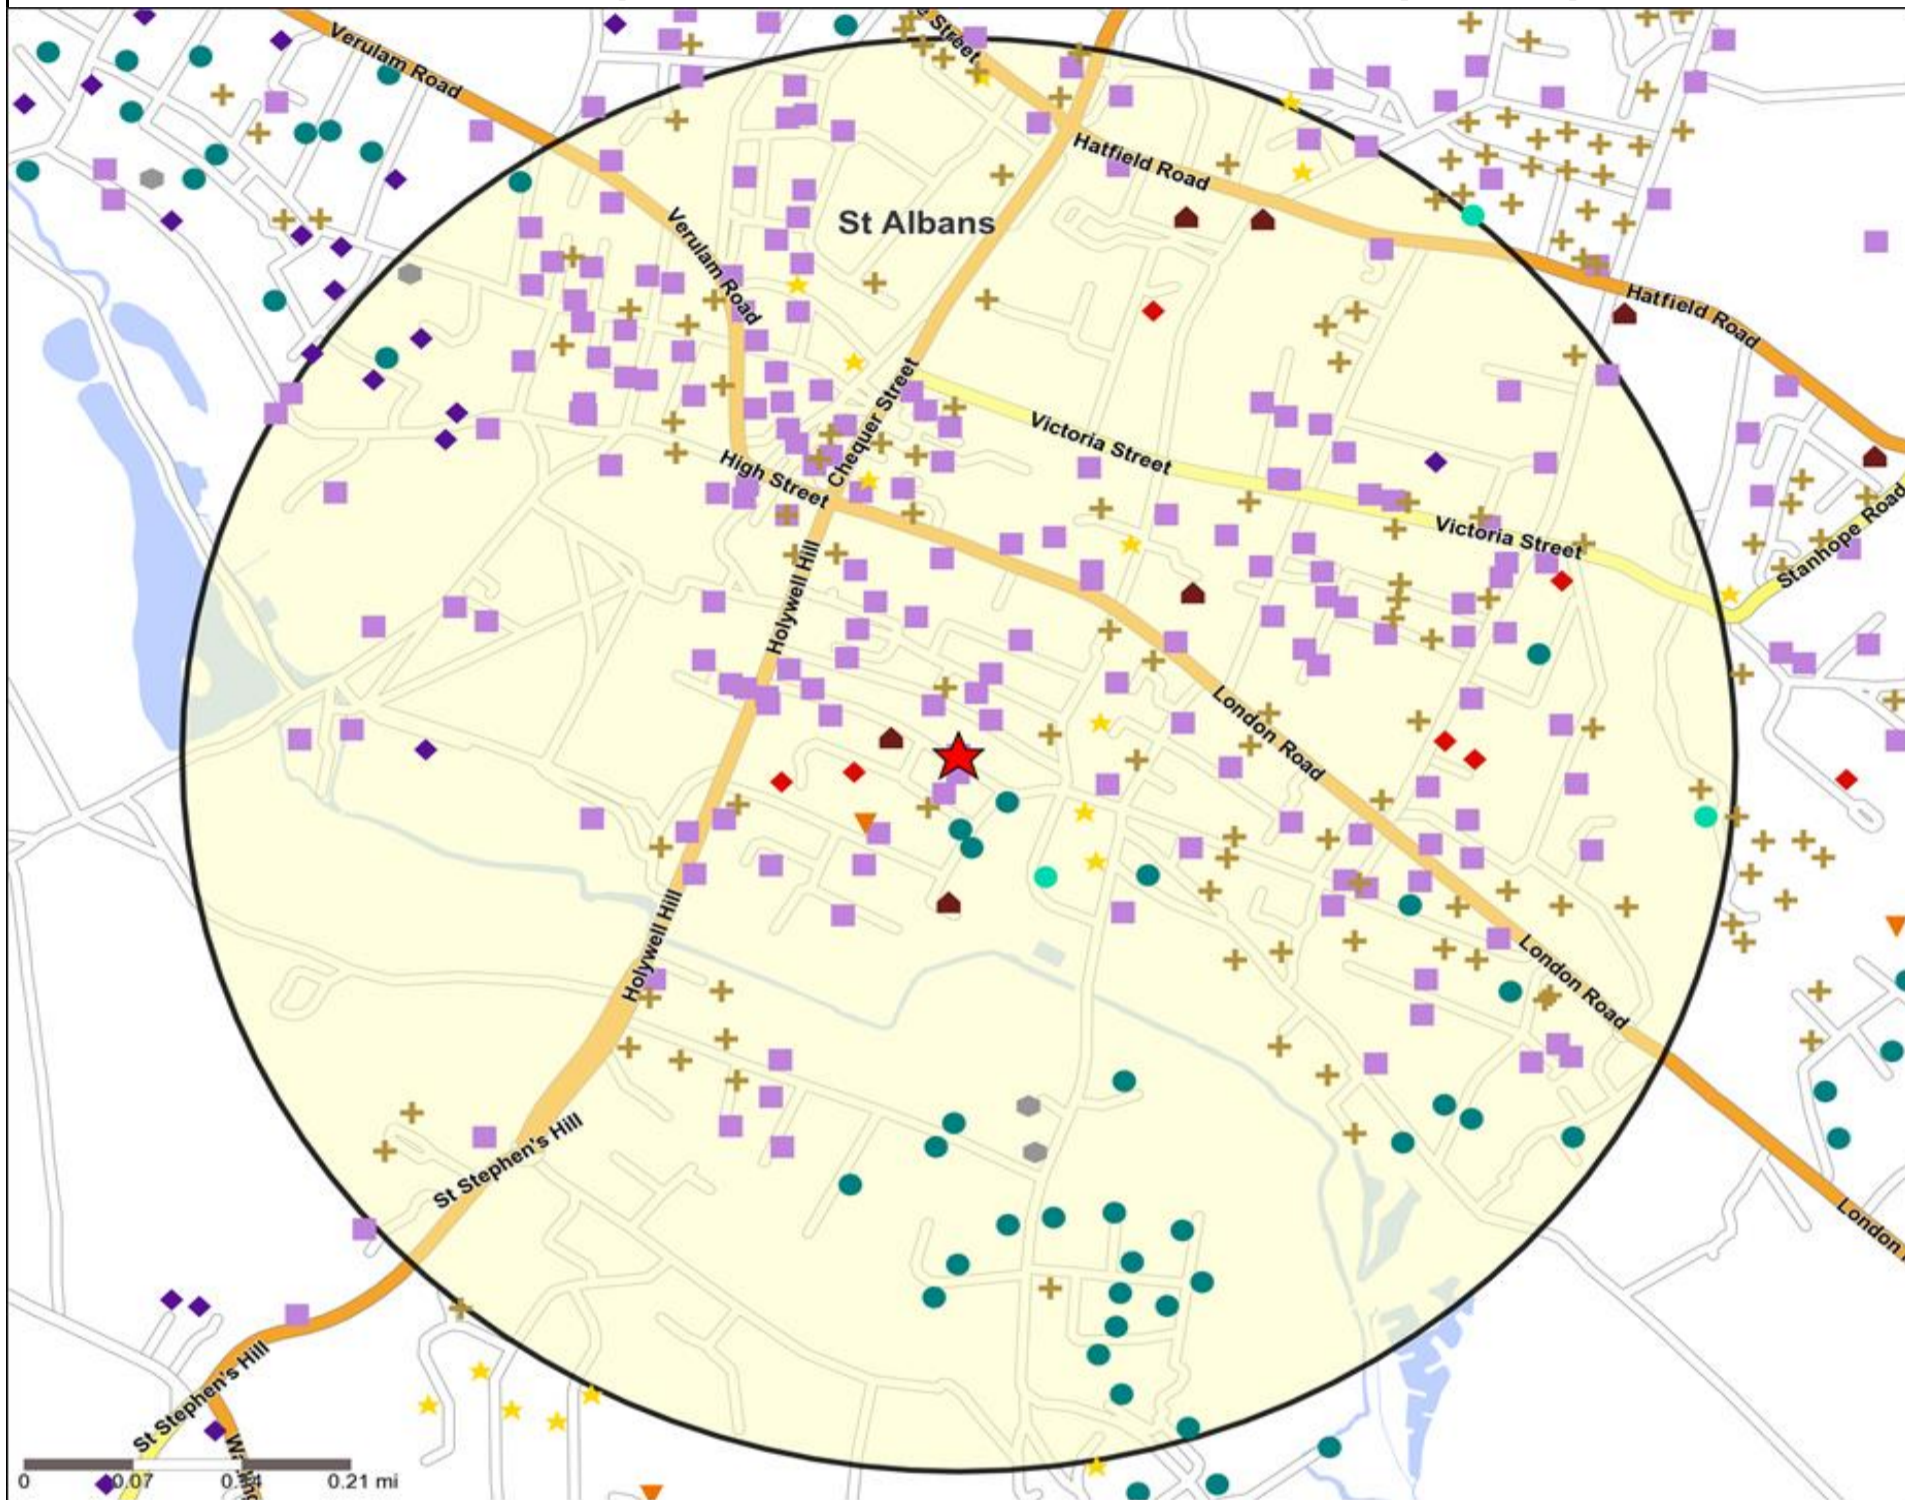 e Street
Verulam Road
Hatfield Road
St Albans
Verulam Road
Hatfield Road
Chequer Street
Victoria Street
High Street
Victoria Street
Stanhope Road
Holywell Hill
London Road
Holywell Hill
London Road
St Stephen's Hill
London
St Stephen's Hill
0 0.07 0.14 0.21 mi